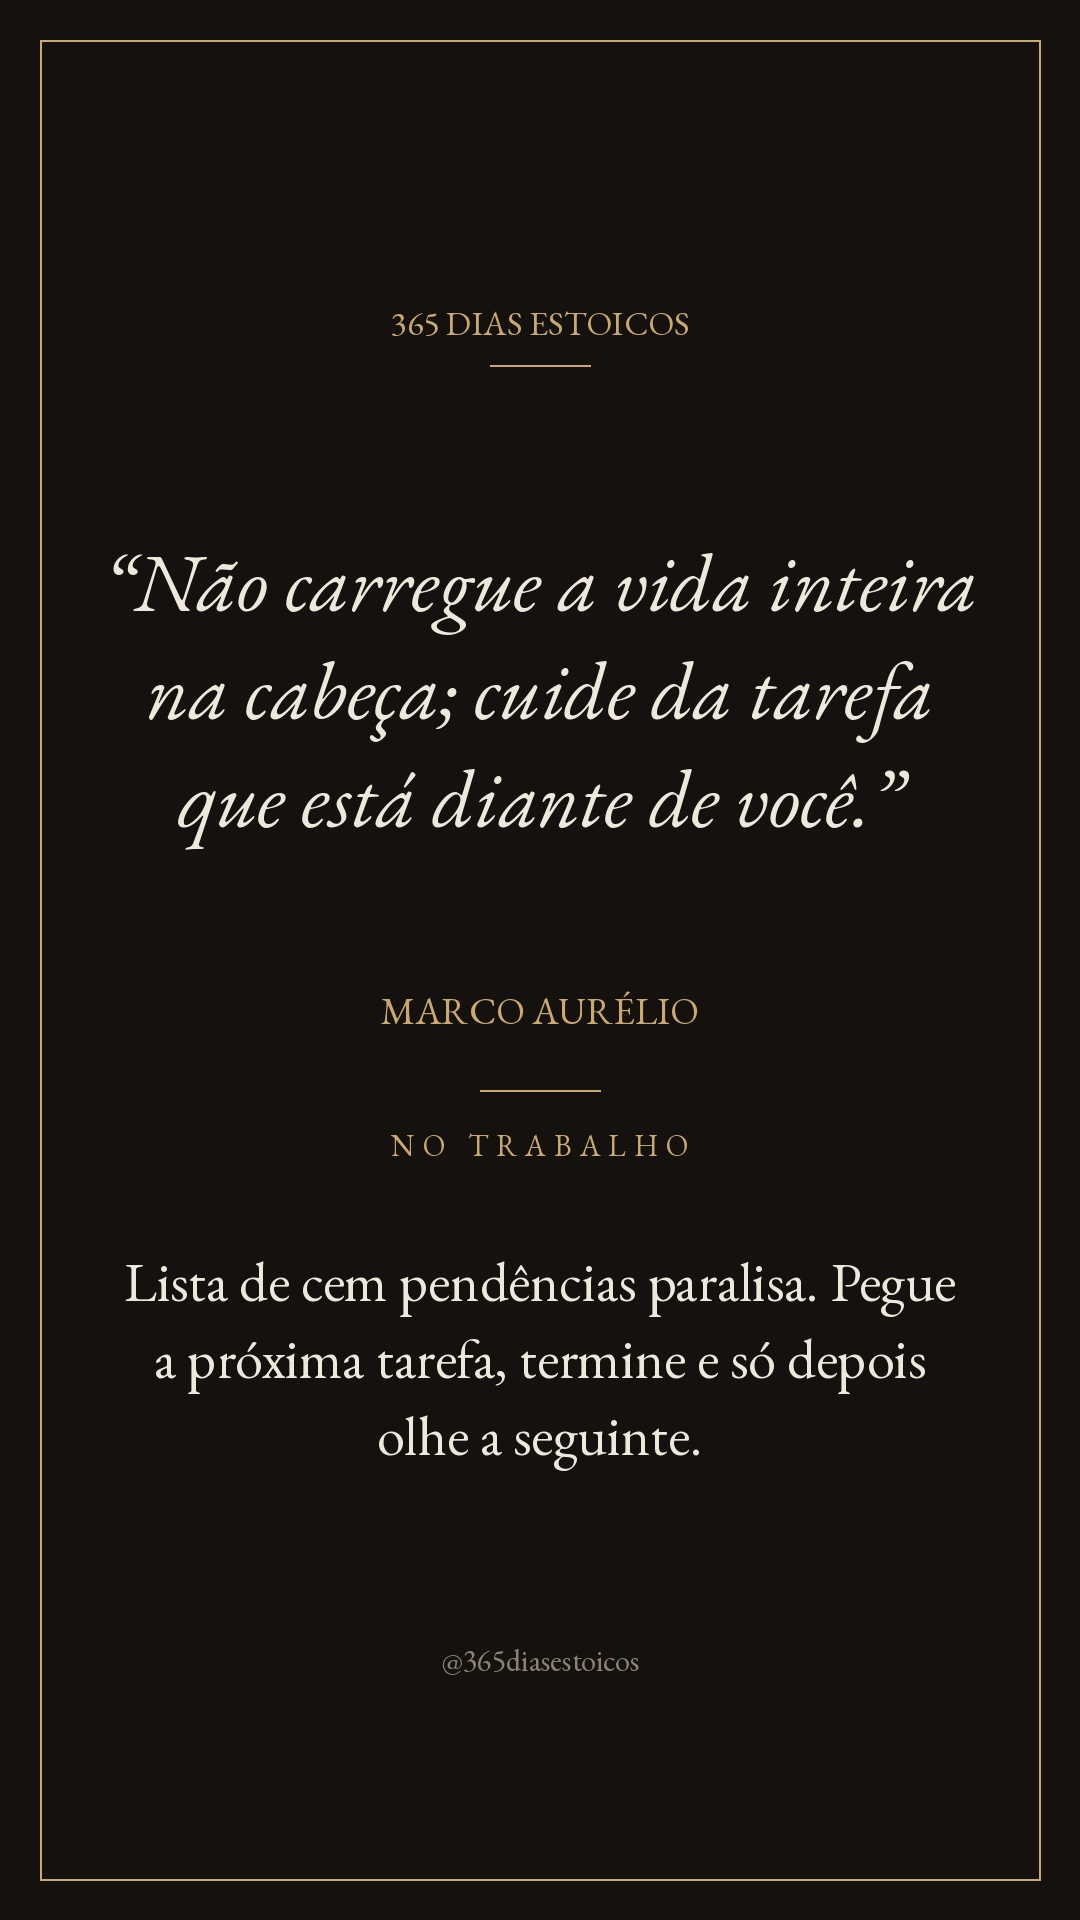 365 DIAS ESTOICOS
“Não carregue a vida inteira
na cabeça; cuide da tarefa
que está diante de você.”
MARCO AURÉLIO
NO TRABALHO
Lista de cem pendências paralisa. Pegue
a próxima tarefa, termine e só depois
olhe a seguinte.
@365diasestoicos